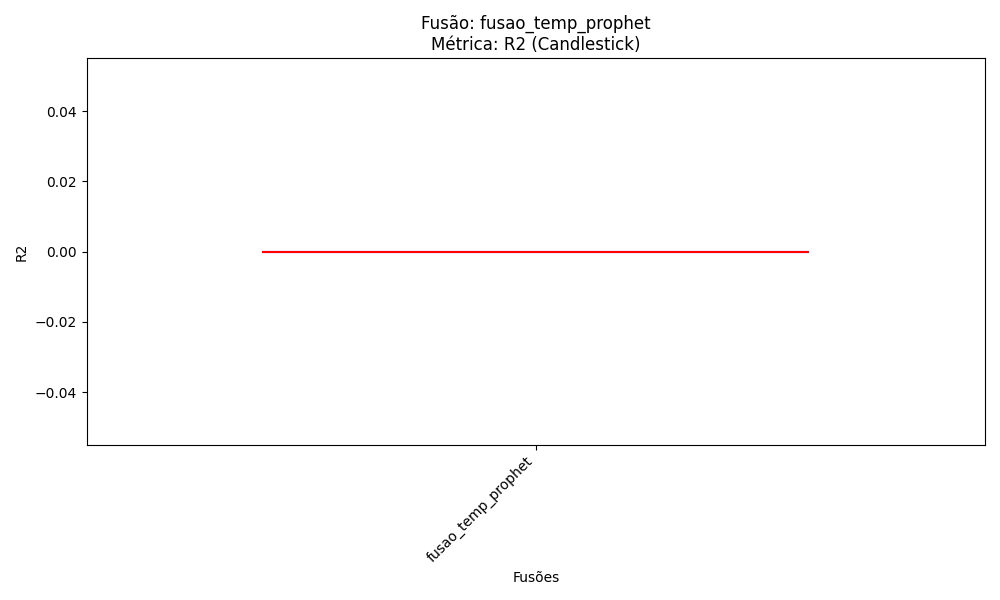 Fusão: fusao_temp_prophet
Métrica: R2 (Candlestick)
0.04
0.02
0.00
−0.02
−0.04
R2
fusao_temp_prophet
Fusões